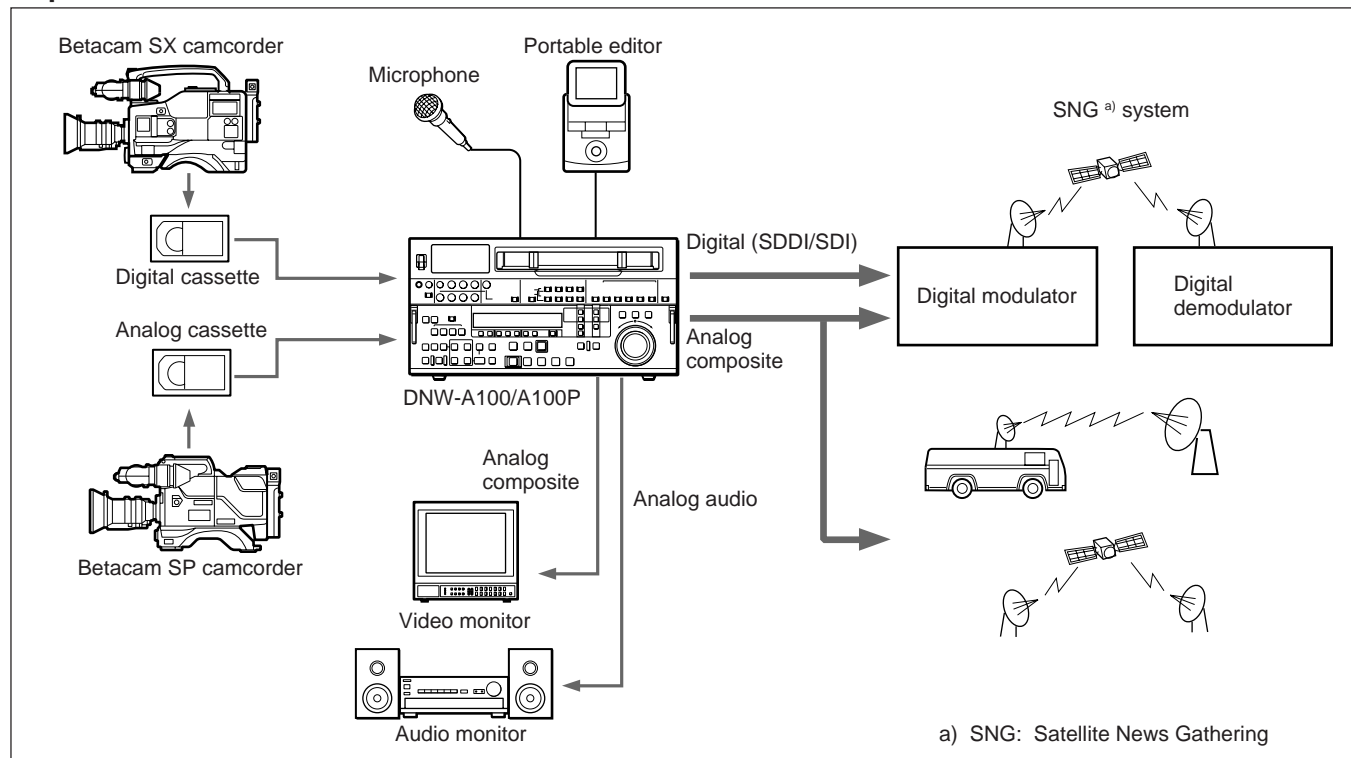 Betacam SX camcorder
Portable editor
Microphone
SNG a) system
Digital (SDDI/SDI)
Digital cassette
Digital modulator
Digital
demodulator
Analog cassette
Analog
composite
DNW-A100/A100P
Analog
composite
Analog audio
Betacam SP camcorder
Video monitor
Audio monitor
a) SNG: Satellite News Gathering